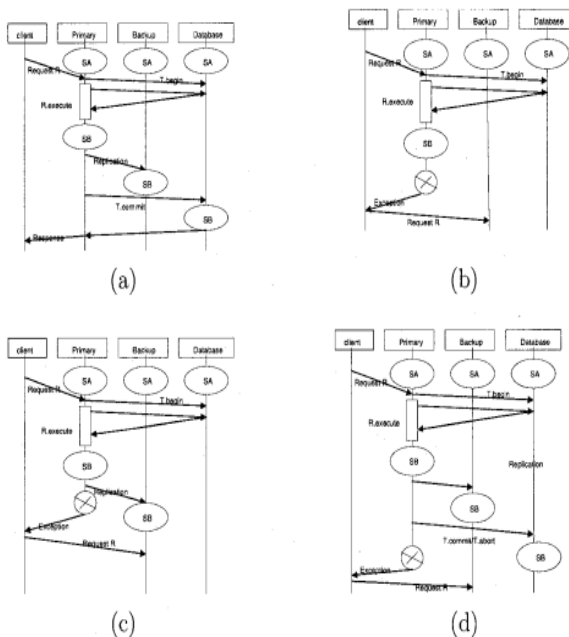 client Primary Backup Database
SA SA SA
Request R
T.begin
R.execute
SB
Replication
SB
T.commit
SB
Response
(a)
client Primary Backup Database
SA SA SA
Request R
T.begin
R.execute
SB
Exception
Request R
(b)
client Primary Backup Database
SA SA SA
Request R
T.begin
R.execute
SB
Replication
SB
Exception
Request R
(c)
client Primary Backup Database
SA SA SA
Request R
T.begin
R.execute
SB
Replication
SB
T.commit/T.abort
SB
Exception
Request R
(d)